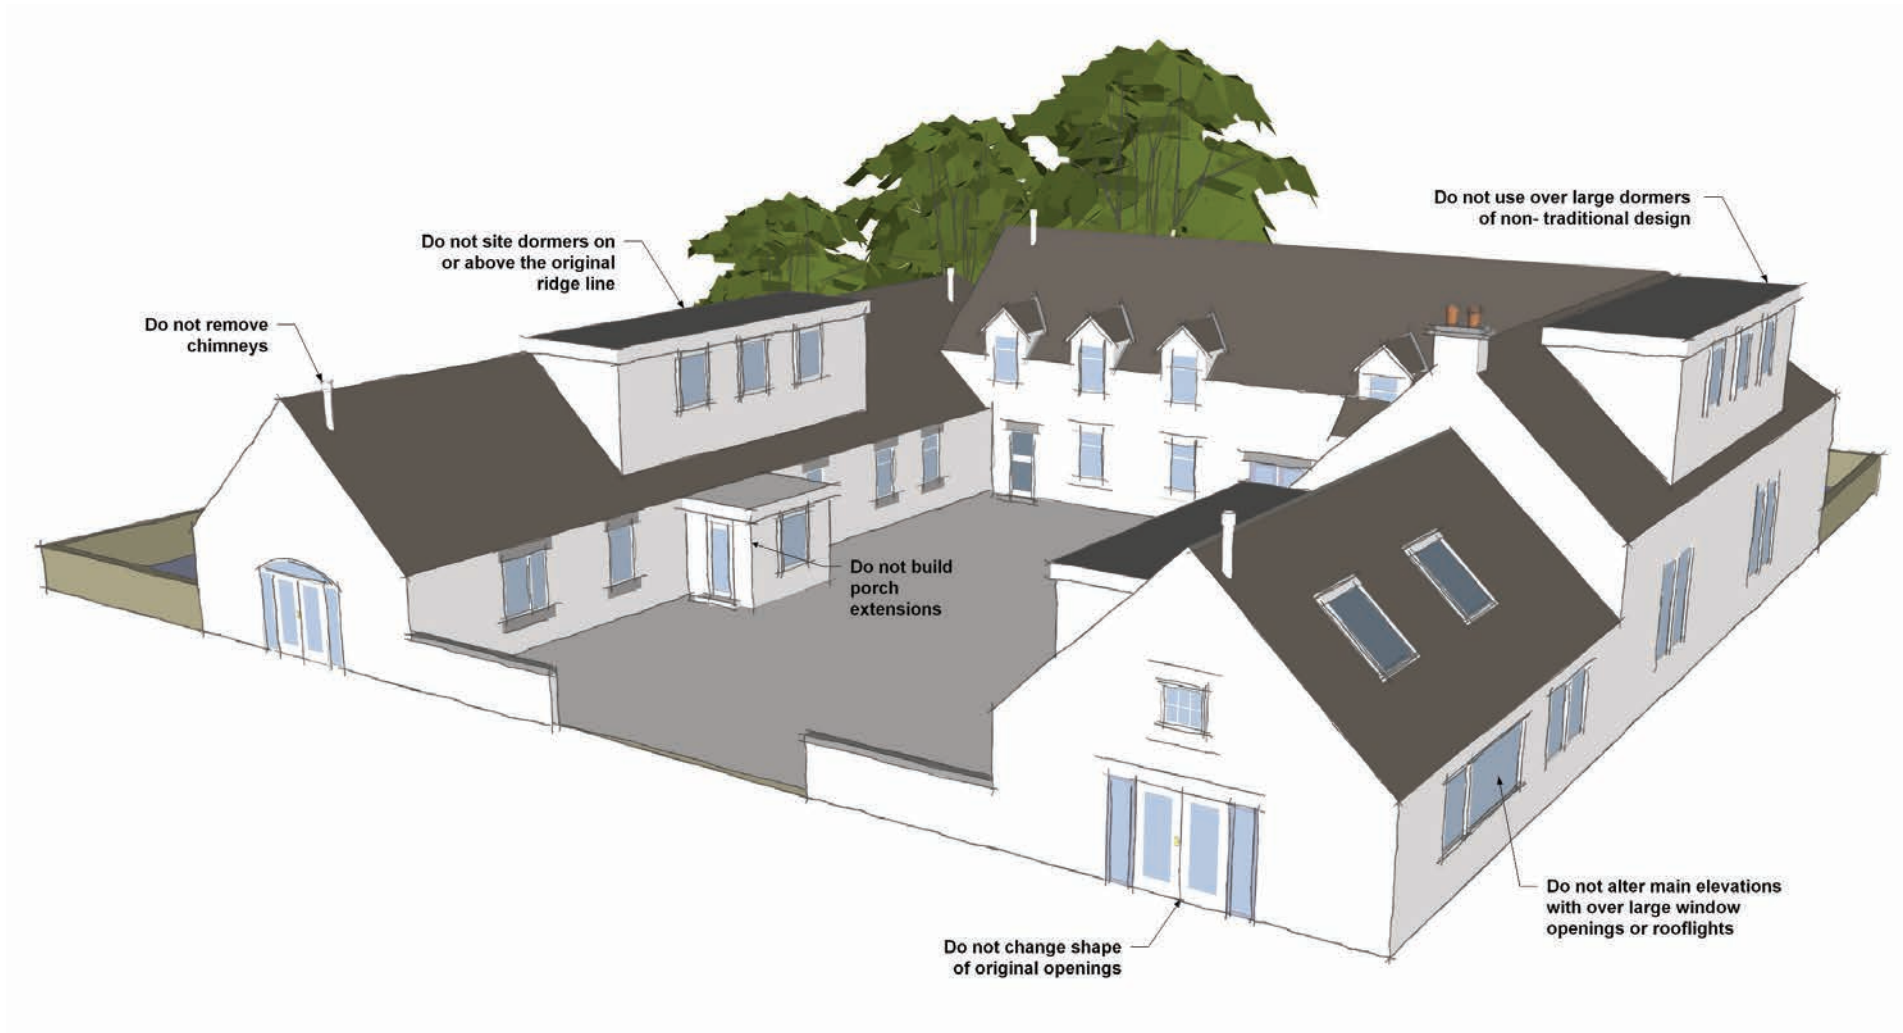 Do not use over large dormers
of non- traditional design
Do not site dormers on
or above the original
ridge line
Do not remove
chimneys
Do not build
porch
extensions
Do not alter main elevations
with over large window
openings or rooflights
Do not change shape
of original openings